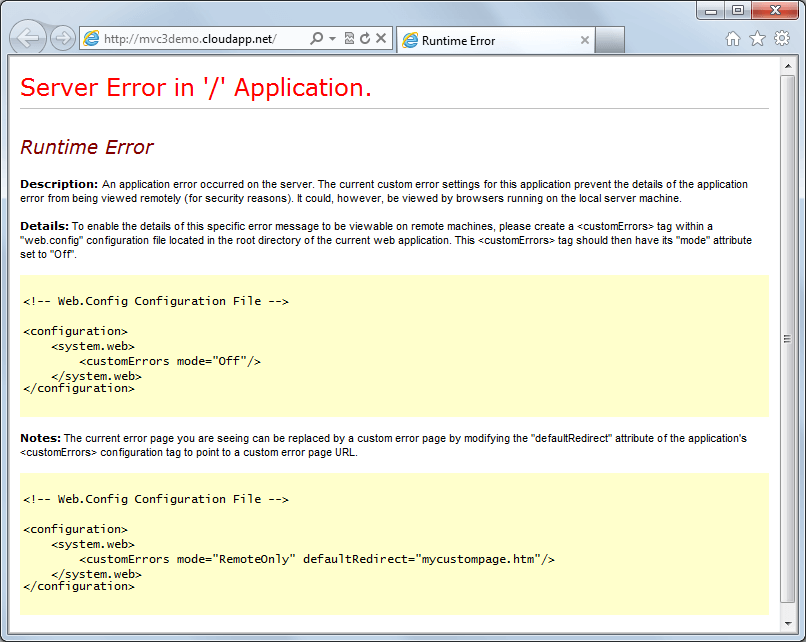 http://mvc3demo.cloudapp.net/
Runtime Error
Server Error in '/' Application.
Runtime Error
Description: An application error occurred on the server. The current custom error settings for this application prevent the details of the application
error from being viewed remotely (for security reasons). It could, however, be viewed by browsers running on the local server machine.
Details: To enable the details of this specific error message to be viewable on remote machines, please create a <customErrors> tag within a
"web.config" configuration file located in the root directory of the current web application. This <customErrors> tag should then have its "mode" attribute
set to "Off".
<!-- Web.Config Configuration File -->
<configuration>
    <system.web>
        <customErrors mode="Off"/>
    </system.web>
</configuration>
Notes: The current error page you are seeing can be replaced by a custom error page by modifying the "defaultRedirect" attribute of the application's
<customErrors> configuration tag to point to a custom error page URL.
<!-- Web.Config Configuration File -->
<configuration>
    <system.web>
        <customErrors mode="RemoteOnly" defaultRedirect="mycustompage.htm"/>
    </system.web>
</configuration>